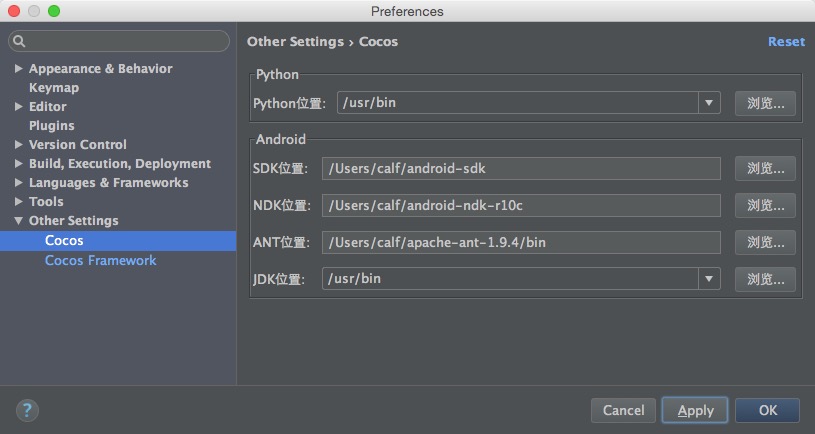 Preferences
Other Settings › Cocos
Reset
Appearance & Behavior
Keymap
Editor
Plugins
Version Control
Build, Execution, Deployment
Languages & Frameworks
Tools
Other Settings
Cocos
Cocos Framework
Python
Python位置: /usr/bin 浏览...
Android
SDK位置: /Users/calf/android-sdk 浏览...
NDK位置: /Users/calf/android-ndk-r10c 浏览...
ANT位置: /Users/calf/apache-ant-1.9.4/bin 浏览...
JDK位置: /usr/bin 浏览...
? Cancel Apply OK